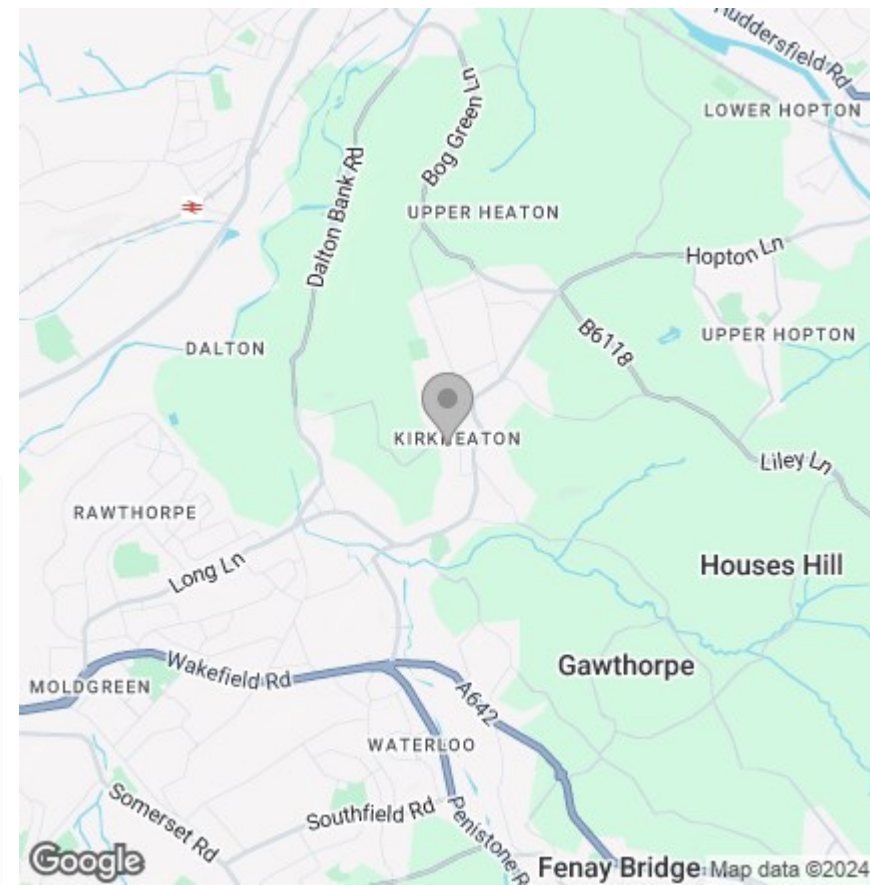 Huddersfield Rd
LOWER HOPTON
Bog Green Ln
Dalton Bank Rd
UPPER HEATON
Hopton Ln
B6118
UPPER HOPTON
DALTON
KIRKHEATON
Liley Ln
RAWTHORPE
Long Ln
Houses Hill
Gawthorpe
Wakefield Rd
MOLDGREEN
A642
WATERLOO
Somerset Rd
Southfield Rd
Penistone R
Fenay Bridge
Google
Map data ©2024